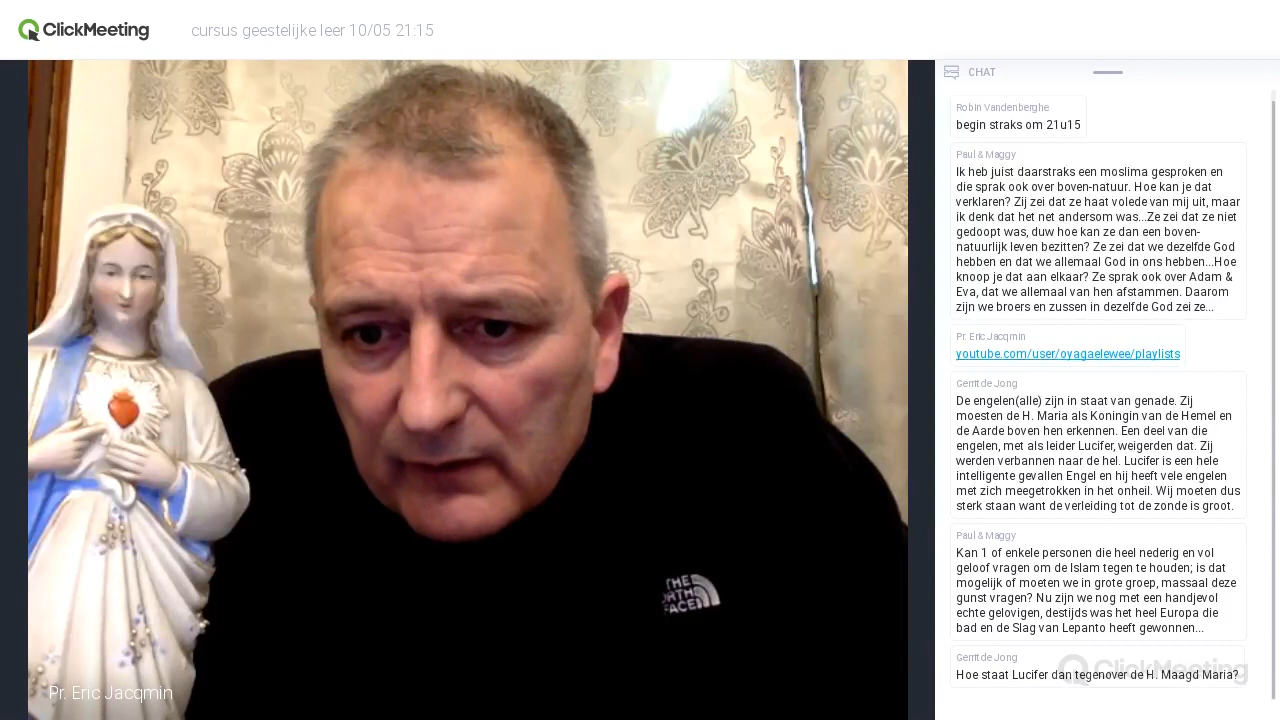 ClickMeeting
cursus geestelijke leer 10/05 21:15
CHAT
Robin Vandenberghe
begin straks om 21u15
Paul & Maggy
Ik heb juist daarstraks een moslima gesproken en
die sprak ook over boven-natuur. Hoe kan je dat
verklaren? Zij zei dat ze haat voelede van mij uit, maar
ik denk dat het net andersom was...Ze zei dat ze niet
gedoopt was, duw hoe kan ze dan een boven-
natuurlijk leven bezitten? Ze zei dat we dezelfde God
hebben en dat we allemaal God in ons hebben...Hoe
knoop je dat aan elkaar? Ze sprak ook over Adam &
Eva, dat we allemaal van hen afstammen. Daarom
zijn we broers en zussen in dezelfde God zei ze...
Pr. Eric Jacqmin
youtube.com/user/oyagaelewee/playlists
Gerrit de Jong
De engelen(alle) zijn in staat van genade. Zij
moesten de H. Maria als Koningin van de Hemel en
de Aarde boven hen erkennen. Een deel van die
engelen, met als leider Lucifer, weigerden dat. Zij
werden verbannen naar de hel. Lucifer is een hele
intelligente gevallen Engel en hij heeft vele engelen
met zich meegetrokken in het onheil. Wij moeten dus
sterk staan want de verleiding tot de zonde is groot.
Paul & Maggy
Kan 1 of enkele personen die heel nederig en vol
geloof vragen om de Islam tegen te houden; is dat
mogelijk of moeten we in grote groep, massaal deze
gunst vragen? Nu zijn we nog met een handjevol
echte gelovigen, destijds was het heel Europa die
bad en de Slag van Lepanto heeft gewonnen...
Gerrit de Jong
Hoe staat Lucifer dan tegenover de H. Maagd Maria?
ClickMeeting
THE
NORTH
FACE
Pr. Eric Jacqmin